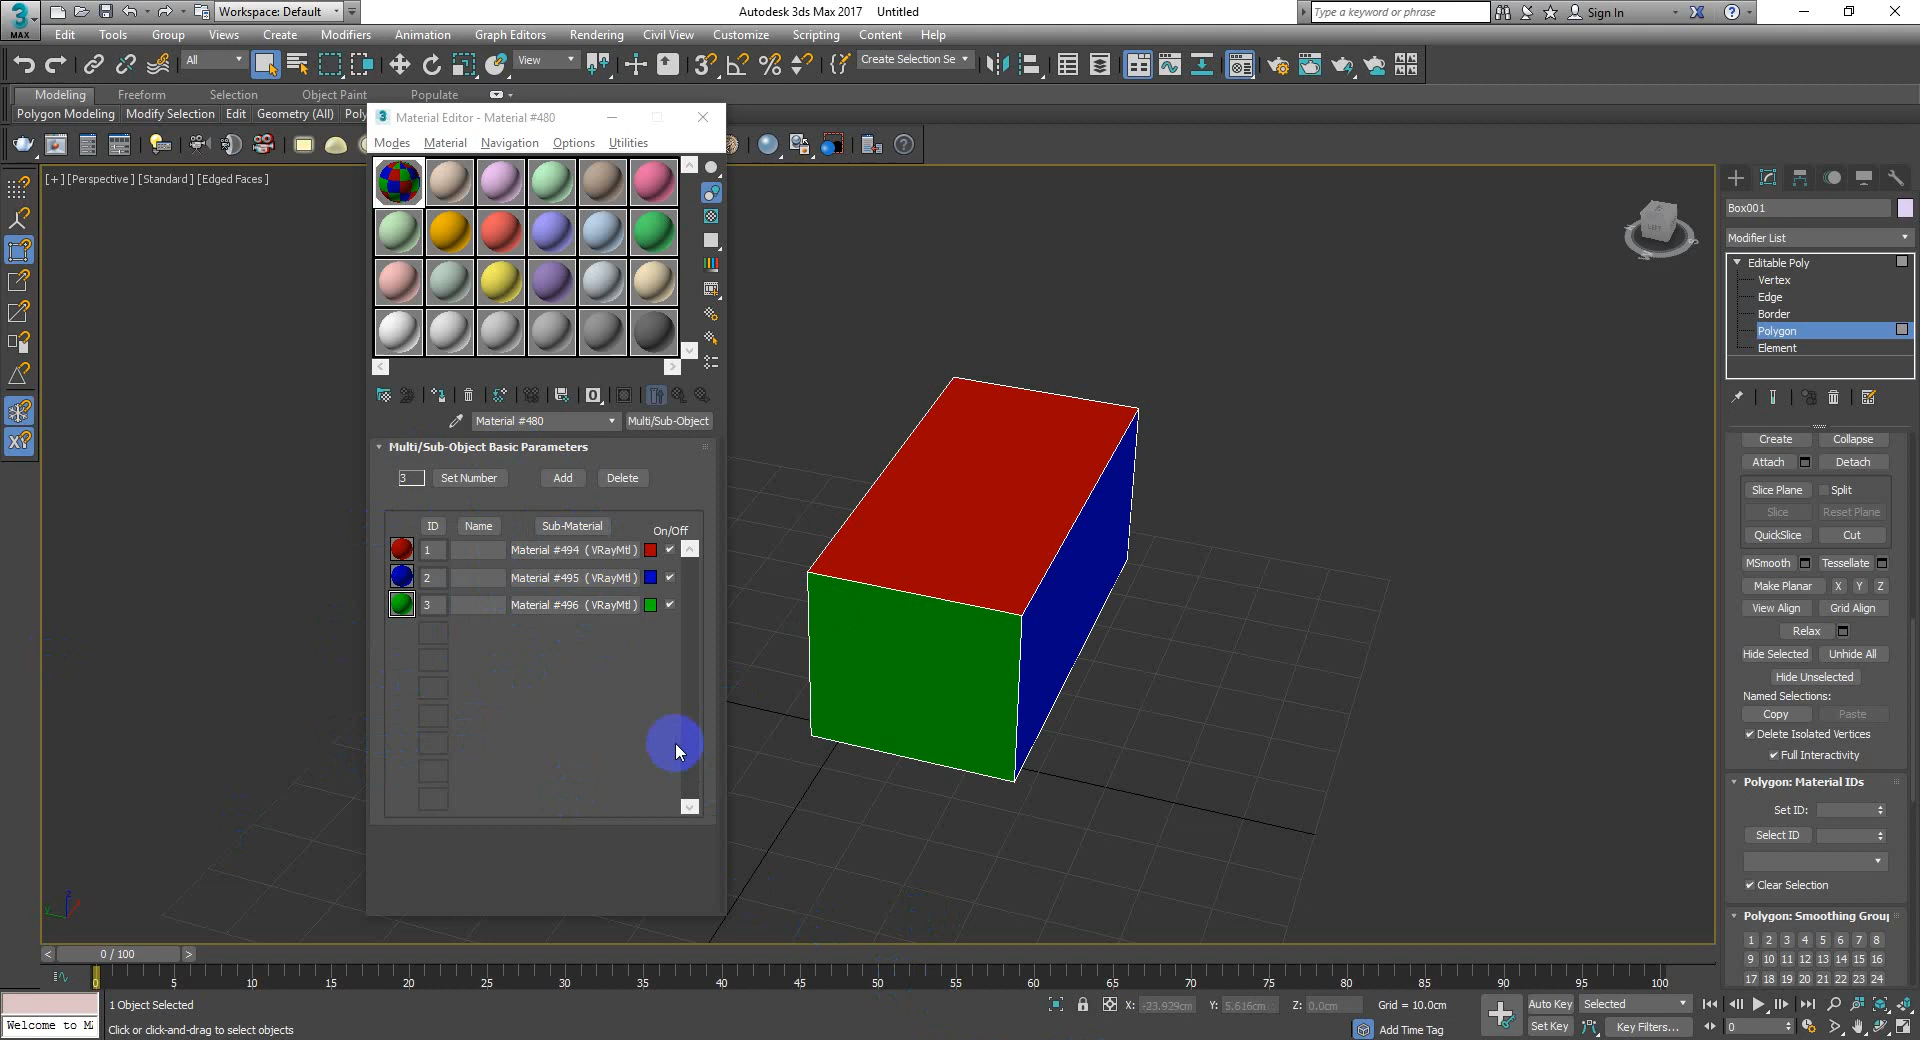 3 MAX Workspace: Default Autodesk 3ds Max 2017 Untitled Type a keyword or phrase Sign In
Edit Tools Group Views Create Modifiers Animation Graph Editors Rendering Civil View Customize Scripting Content Help
All View Create Selection Se
Modeling Freeform Selection Object Paint Populate
Polygon Modeling Modify Selection Edit Geometry (All) Poly
3 Material Editor - Material #480
Modes Material Navigation Options Utilities
[+] [Perspective] [Standard] [Edged Faces]
Material #480 Multi/Sub-Object
Multi/Sub-Object Basic Parameters
3 Set Number Add Delete
ID Name Sub-Material On/Off
1 Material #494 ( VRayMtl )
2 Material #495 ( VRayMtl )
3 Material #496 ( VRayMtl )
Box001
Modifier List
Editable Poly
Vertex
Edge
Border
Polygon
Element
Create Collapse
Attach Detach
Slice Plane Split
Slice Reset Plane
QuickSlice Cut
MSmooth Tessellate
Make Planar X Y Z
View Align Grid Align
Relax
Hide Selected Unhide All
Hide Unselected
Named Selections:
Copy Paste
Delete Isolated Vertices
Full Interactivity
Polygon: Material IDs
Set ID:
Select ID
Clear Selection
Polygon: Smoothing Group
1 2 3 4 5 6 7 8
9 10 11 12 13 14 15 16
17 18 19 20 21 22 23 24
< 0 / 100 >
0 5 10 15 20 25 30 35 40 45 50 55 60 65 70 75 80 85 90 95 100
1 Object Selected X: -23.929cm Y: 5.616cm Z: 0.0cm Grid = 10.0cm Auto Key Selected
Welcome to M Click or click-and-drag to select objects Add Time Tag Set Key Key Filters... 0